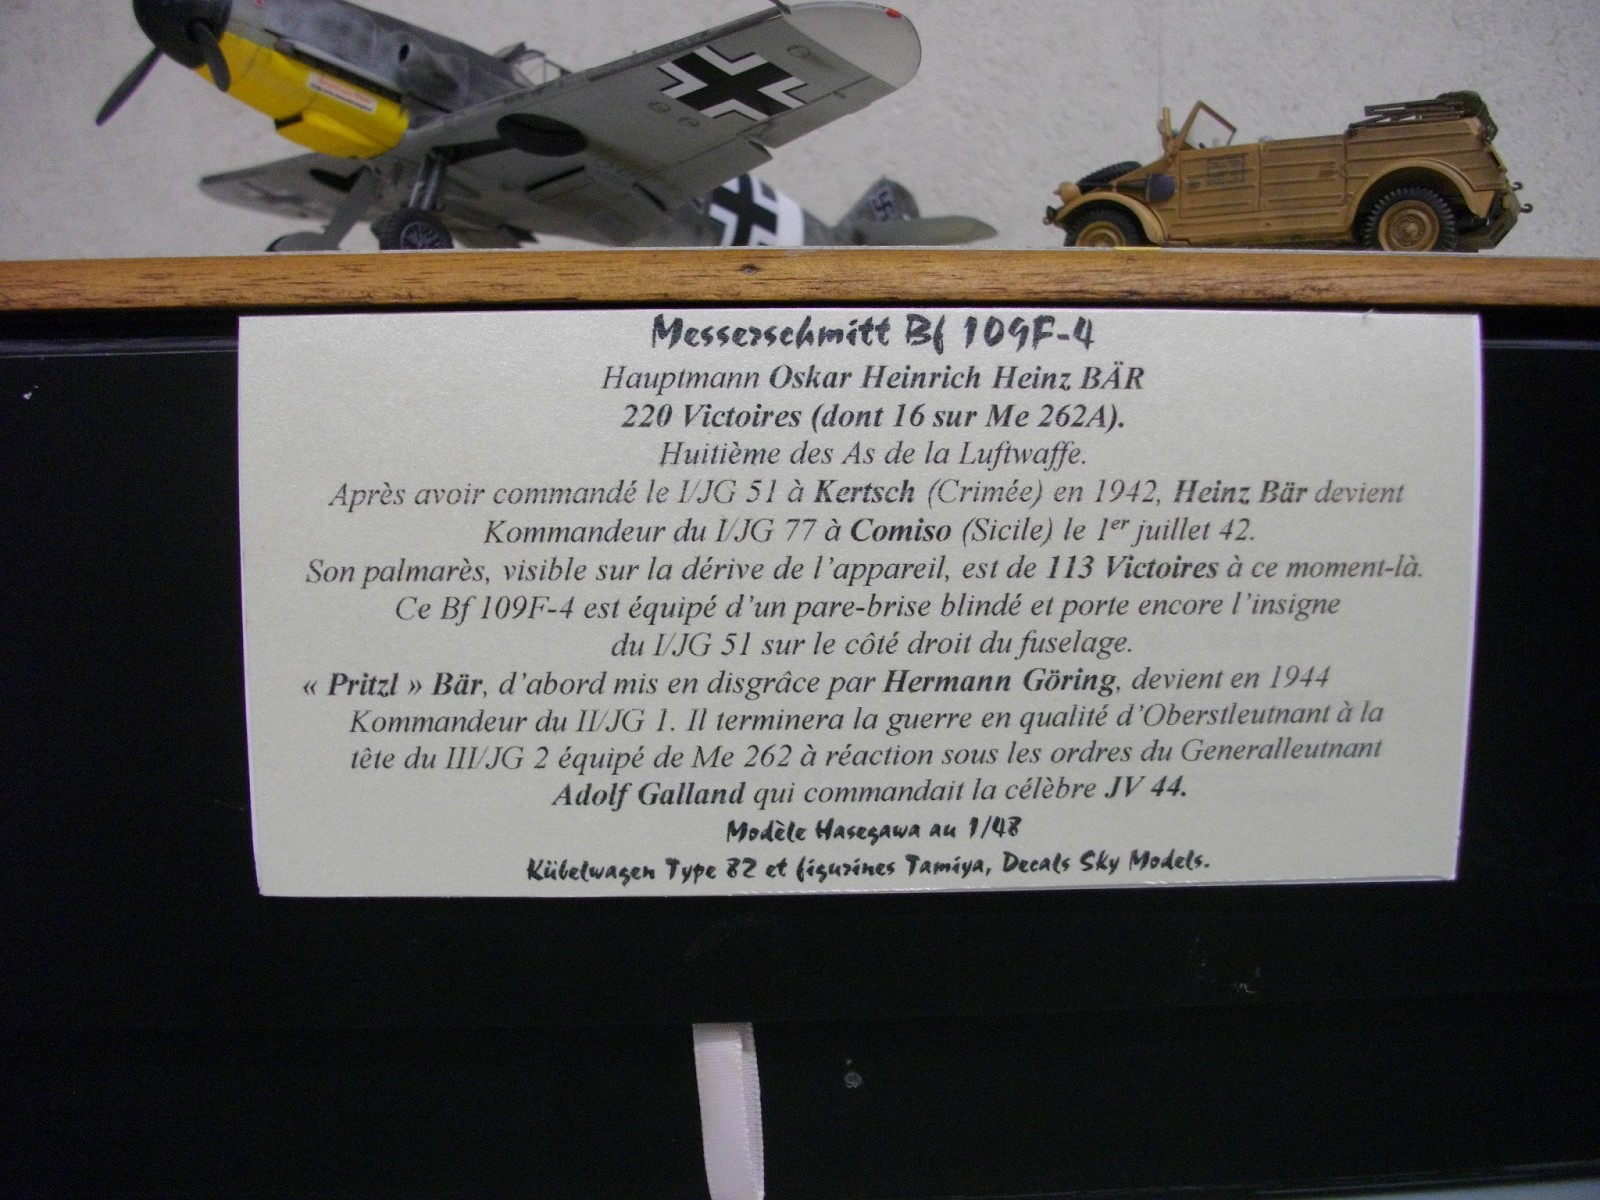 Messerschmitt Bf 109F-4
Hauptmann Oskar Heinrich Heinz BÄR
220 Victoires (dont 16 sur Me 262A).
Huitième des As de la Luftwaffe.
Après avoir commandé le I/JG 51 à Kertsch (Crimée) en 1942, Heinz Bär devient
Kommandeur du I/JG 77 à Comiso (Sicile) le 1er juillet 42.
Son palmarès, visible sur la dérive de l'appareil, est de 113 Victoires à ce moment-là.
Ce Bf 109F-4 est équipé d'un pare-brise blindé et porte encore l'insigne
du I/JG 51 sur le côté droit du fuselage.
« Pritzl » Bär, d'abord mis en disgrâce par Hermann Göring, devient en 1944
Kommandeur du II/JG 1. Il terminera la guerre en qualité d'Oberstleutnant à la
tête du III/JG 2 équipé de Me 262 à réaction sous les ordres du Generalleutnant
Adolf Galland qui commandait la célèbre JV 44.
Modèle Hasegawa au 1/48
Kübelwagen Type 82 et figurines Tamiya, Decals Sky Models.